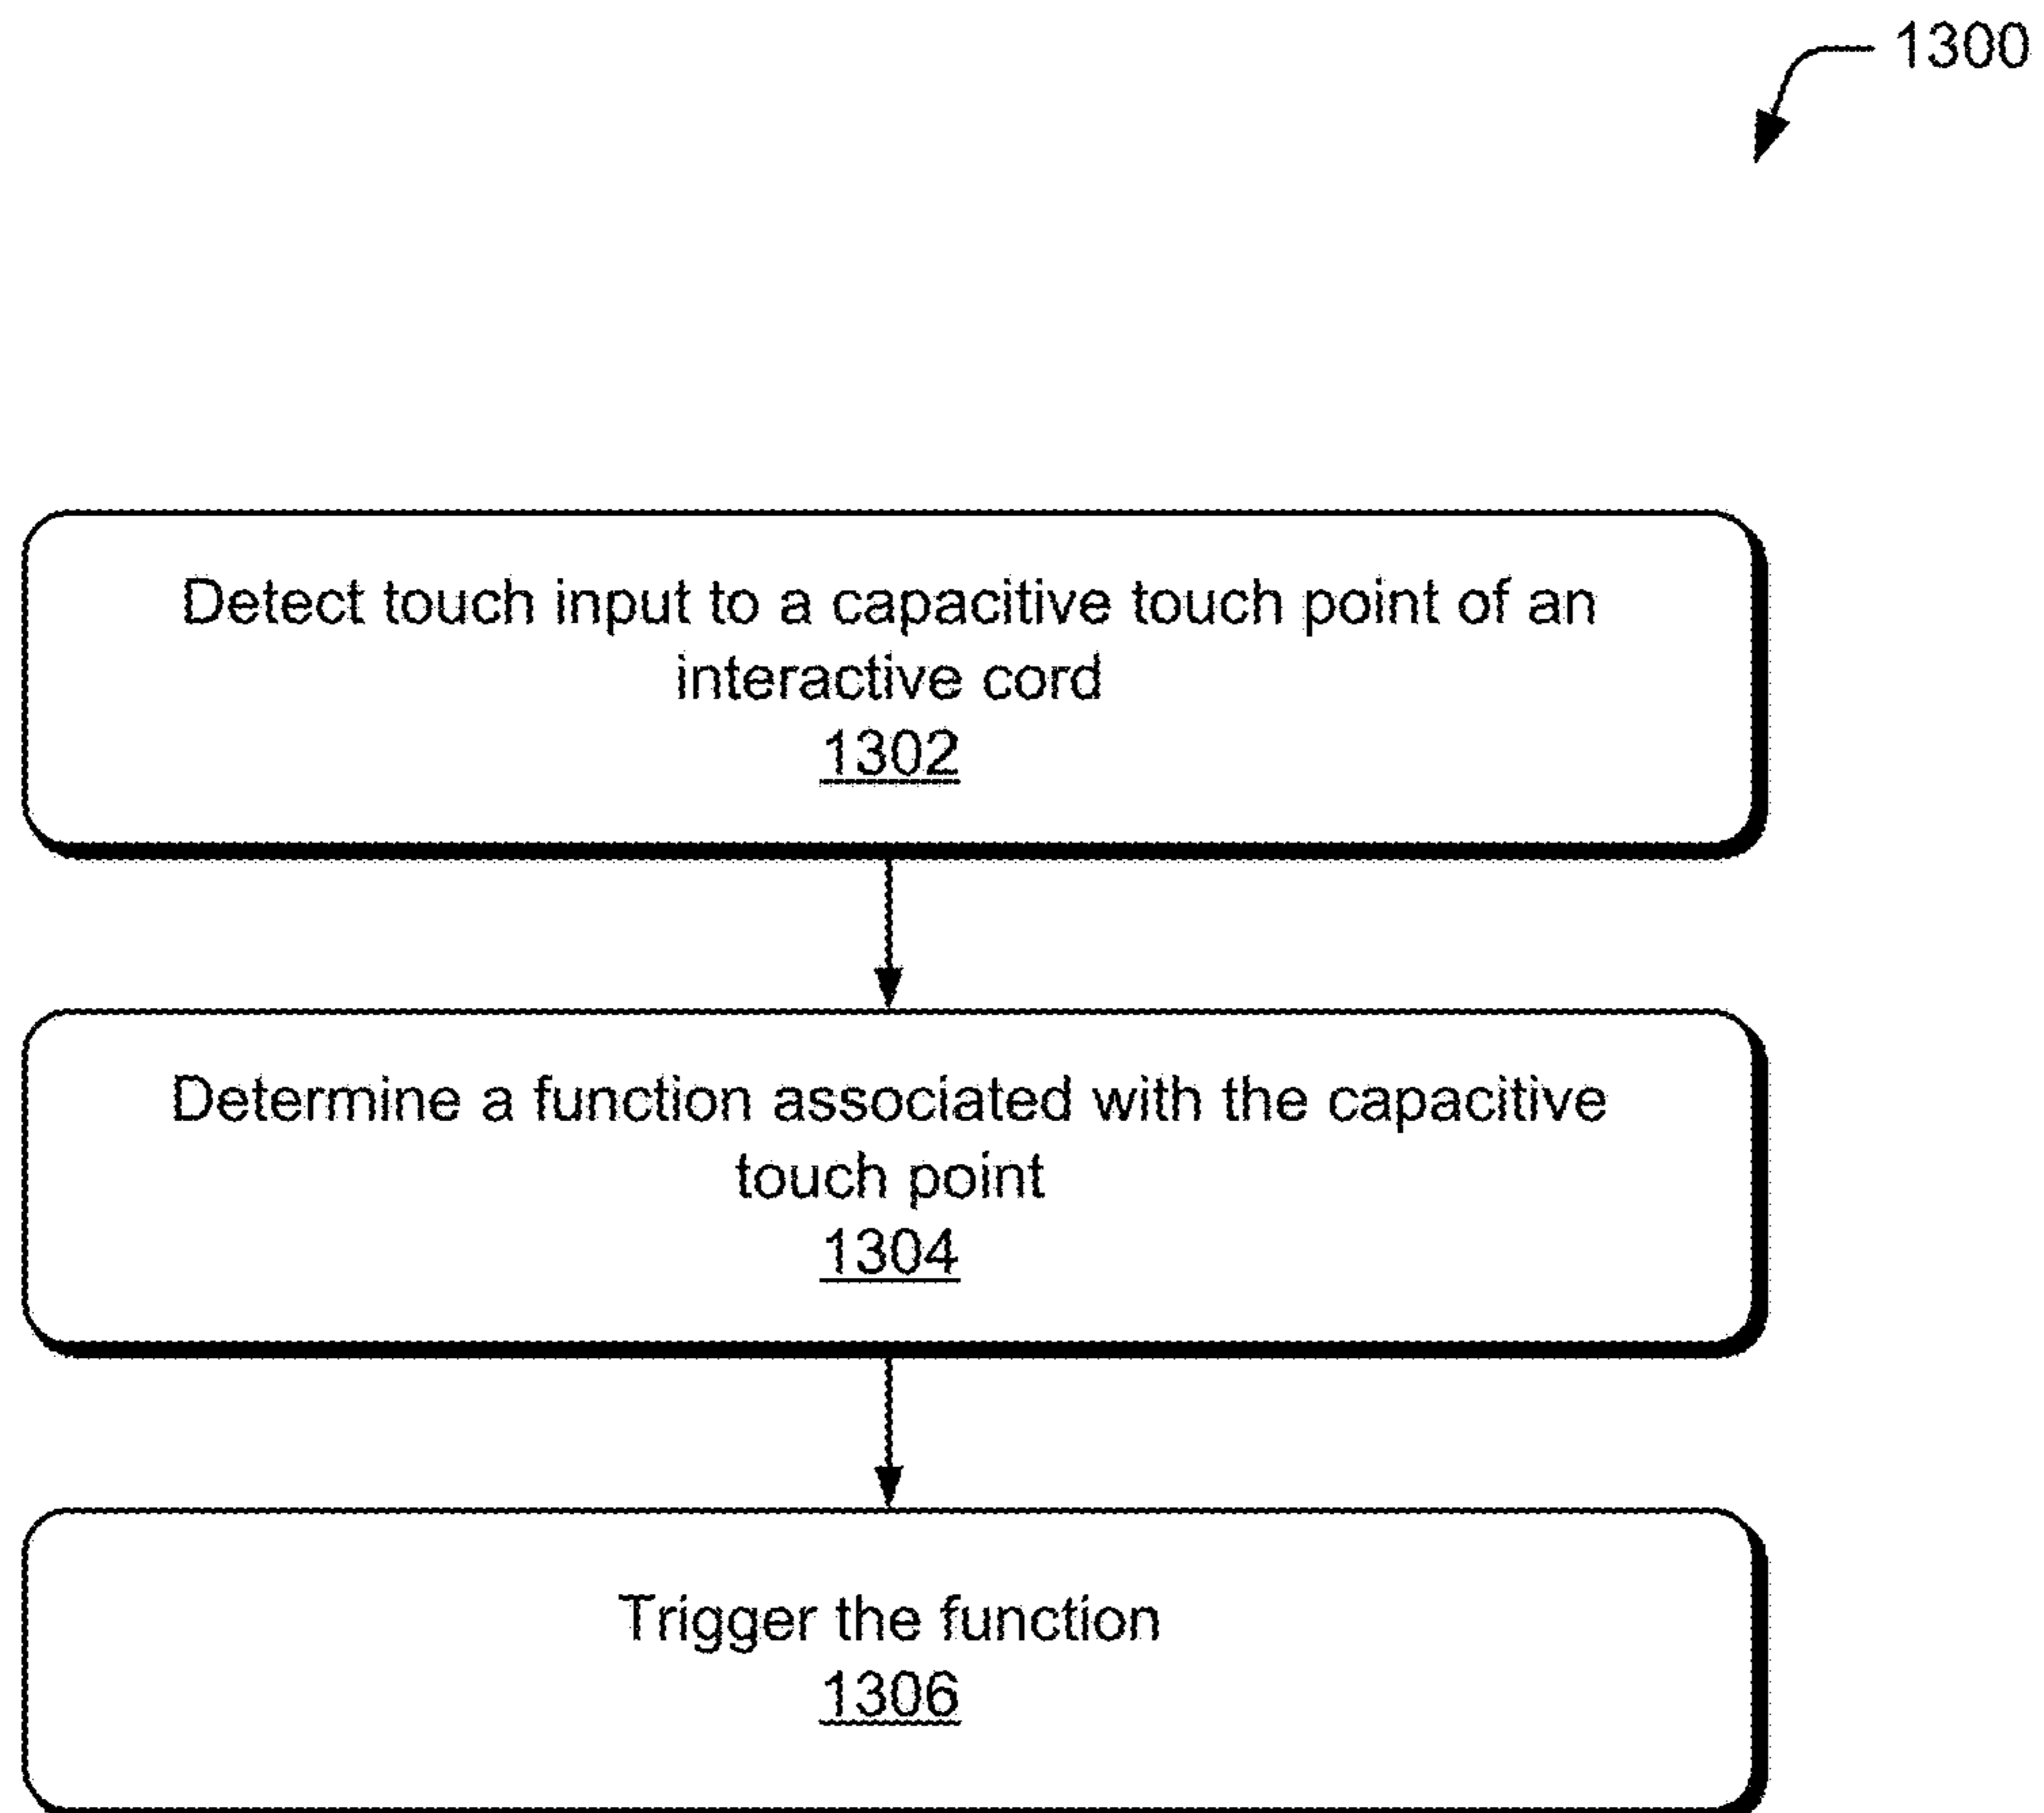 1300
Detect touch input to a capacitive touch point of an
interactive cord
1302
Determine a function associated with the capacitive
touch point
1304
Trigger the function
1306